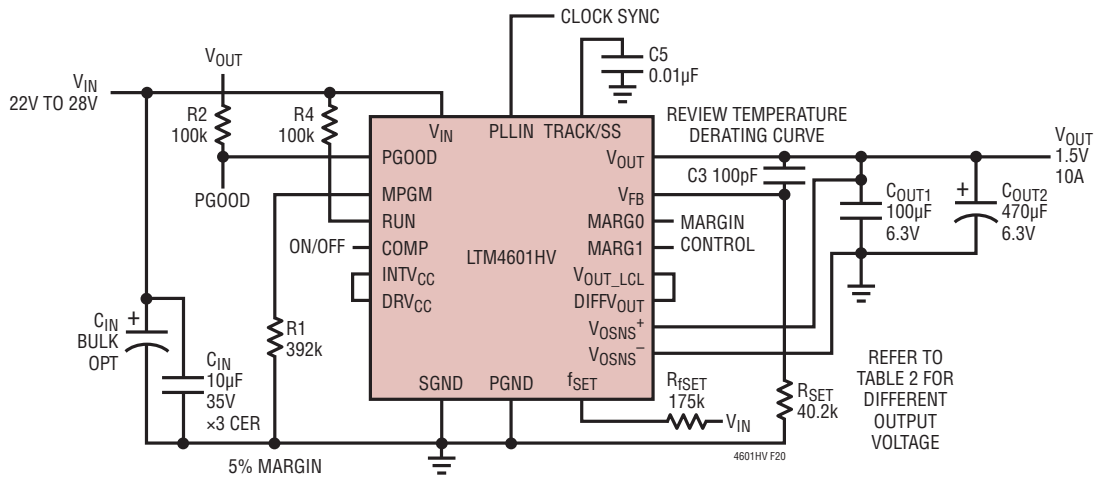 CLOCK SYNC
C5
0.01µF
VOUT
VIN
22V TO 28V
R2
100k
R4
100k
PGOOD
VIN
PLLIN
TRACK/SS
REVIEW TEMPERATURE
DERATING CURVE
PGOOD
MPGM
RUN
ON/OFF
COMP
INTVCC
DRVCC
LTM4601HV
VOUT
VFB
MARG0
MARG1
MARGIN
CONTROL
VOUT_LCL
DIFFVOUT
VOSNS+
VOSNS–
C3 100pF
VOUT
1.5V
10A
+
COUT1
100µF
6.3V
COUT2
470µF
6.3V
CIN
BULK
OPT
+
CIN
10µF
35V
×3 CER
R1
392k
SGND
PGND
fSET
RfSET
175k
VIN
RSET
40.2k
REFER TO
TABLE 2 FOR
DIFFERENT
OUTPUT
VOLTAGE
5% MARGIN
4601HV F20